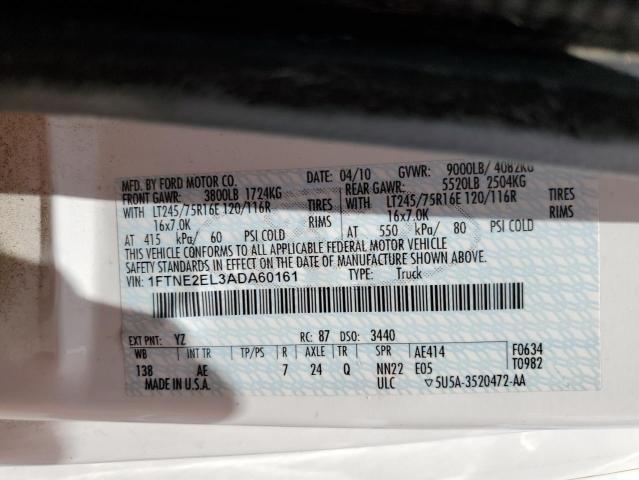 MFD. BY FORD MOTOR CO. DATE: 04/10 GVWR: 9000LB/ 4082KG
FRONT GAWR: 3800LB 1724KG REAR GAWR: 5520LB 2504KG
WITH LT245/75R16E 120/116R TIRES WITH LT245/75R16E 120/116R TIRES
16x7.0K RIMS 16x7.0K RIMS
AT 415 kPa/ 60 PSI COLD AT 550 kPa/ 80 PSI COLD
THIS VEHICLE CONFORMS TO ALL APPLICABLE FEDERAL MOTOR VEHICLE
SAFETY STANDARDS IN EFFECT ON THE DATE OF MANUFACTURE SHOWN ABOVE.
VIN: 1FTNE2EL3ADA60161 TYPE: Truck
EXT PNT: YZ RC: 87 DSO: 3440
WB INT TR TP/PS R AXLE TR SPR AE414 F0634
138 AE 7 24 Q NN22 E05 T0982
MADE IN U.S.A. ULC ▽5U5A-3520472-AA